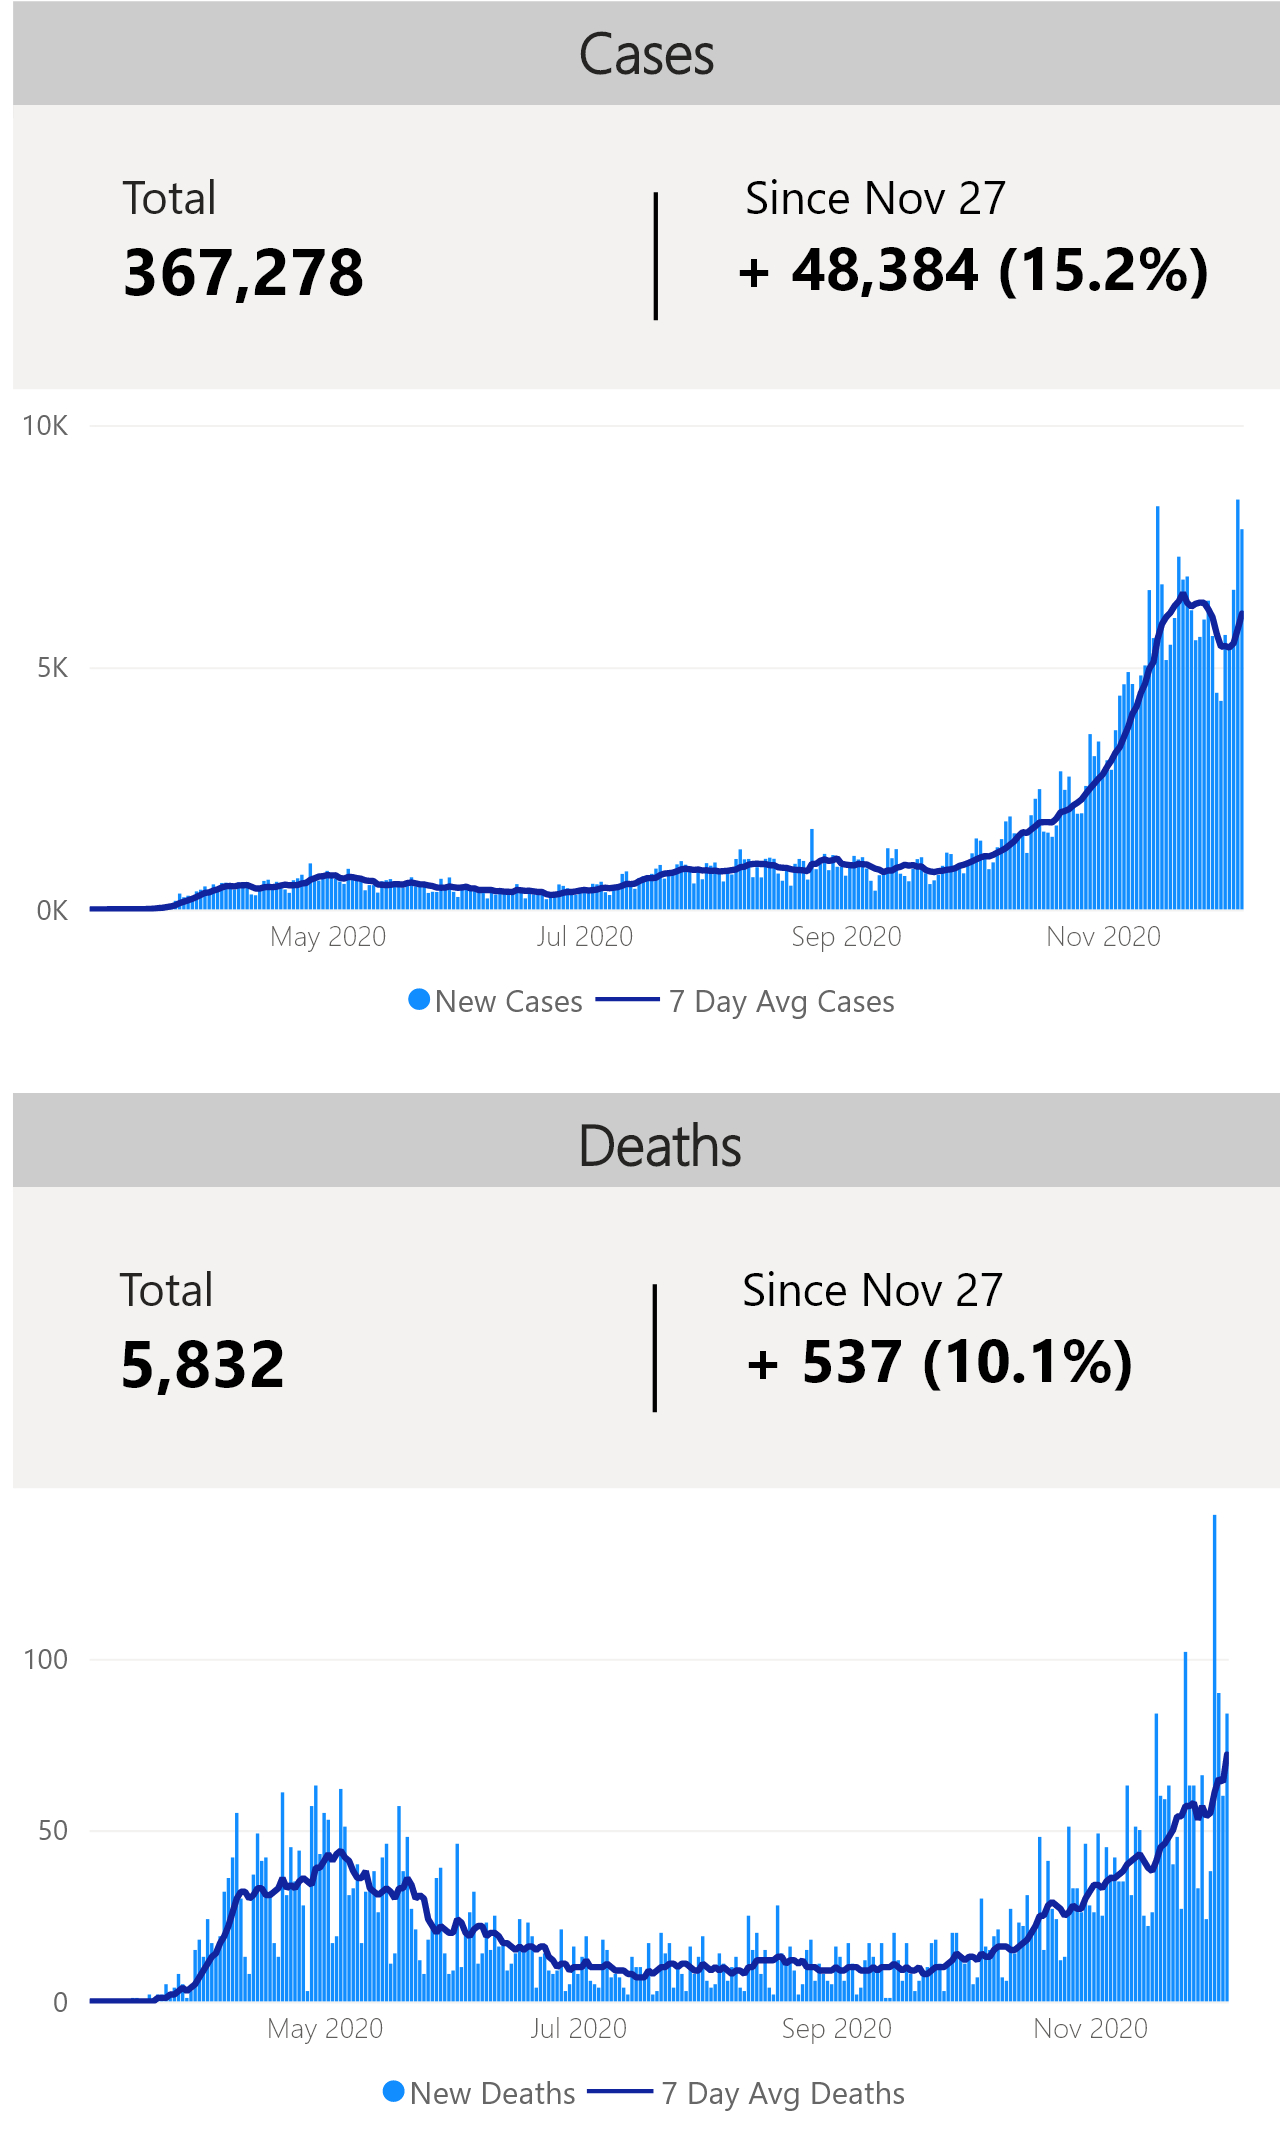 Cases
Total
Since Nov 27
367,278
+ 48,384 (15.2%)
10K
5K
0K
May 2020
Jul 2020
Sep 2020
Nov 2020
New Cases
7 Day Avg Cases
Deaths
Total
Since Nov 27
5,832
+ 537 (10.1%)
100
50
0
May 2020
Jul 2020
Sep 2020
Nov 2020
New Deaths
7 Day Avg Deaths